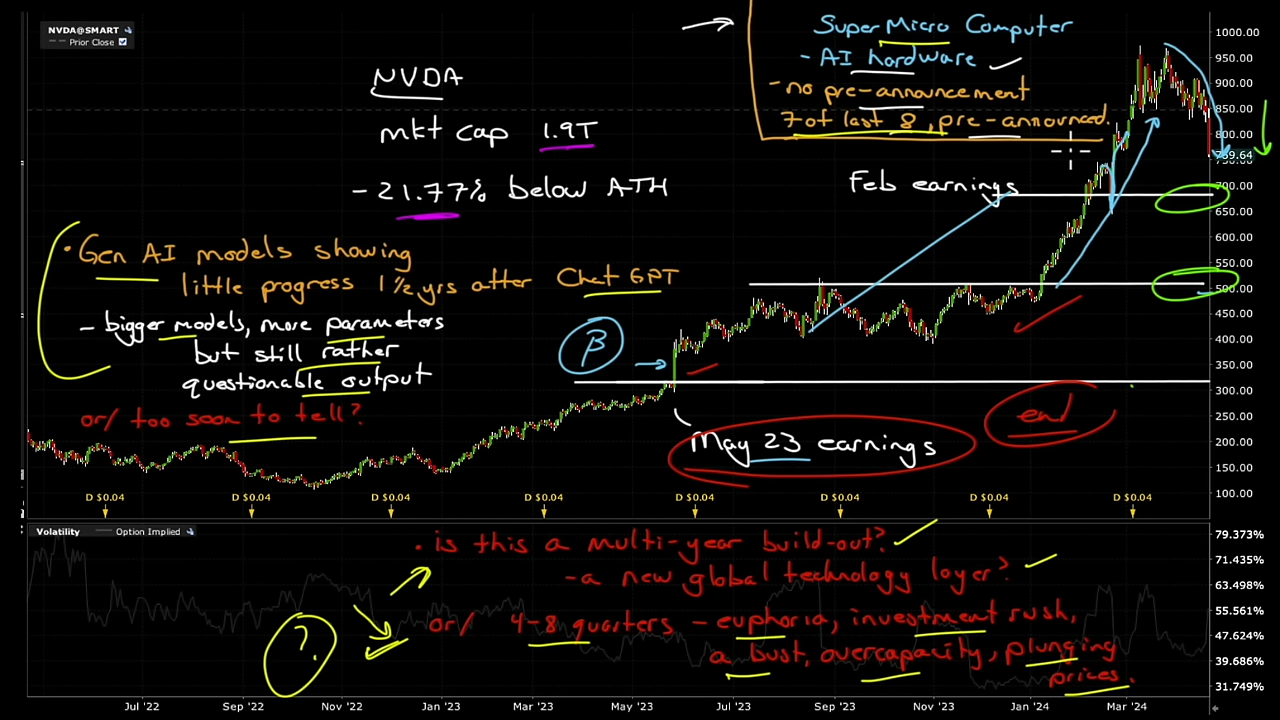 NVDA@SMART
Prior Close
NVDA
mkt cap 1.9T
- 21.77% below ATH
SuperMicro Computer
- AI hardware
- no pre-announcement
7 of last 8, pre-announced.
Feb earnings
• Gen AI models showing
little progress 1½ yrs after Chat GPT
- bigger models, more parameters
but still rather
questionable output
or/ too soon to tell?
β
May 23 earnings
end
1000.00
950.00
900.00
850.00
800.00
750.00
700.00
650.00
600.00
550.00
500.00
450.00
400.00
350.00
300.00
250.00
200.00
150.00
100.00
D $0.04
D $0.04
D $0.04
D $0.04
D $0.04
D $0.04
D $0.04
D $0.04
Volatility
Option Implied
• is this a multi-year build-out?
- a new global technology layer?
or/ 4-8 quarters - euphoria, investment rush,
a bust, overcapacity, plunging
prices.
?
79.373%
71.435%
63.498%
55.561%
47.624%
39.686%
31.749%
Jul '22
Sep '22
Nov '22
Jan '23
Mar '23
May '23
Jul '23
Sep '23
Nov '23
Jan '24
Mar '24